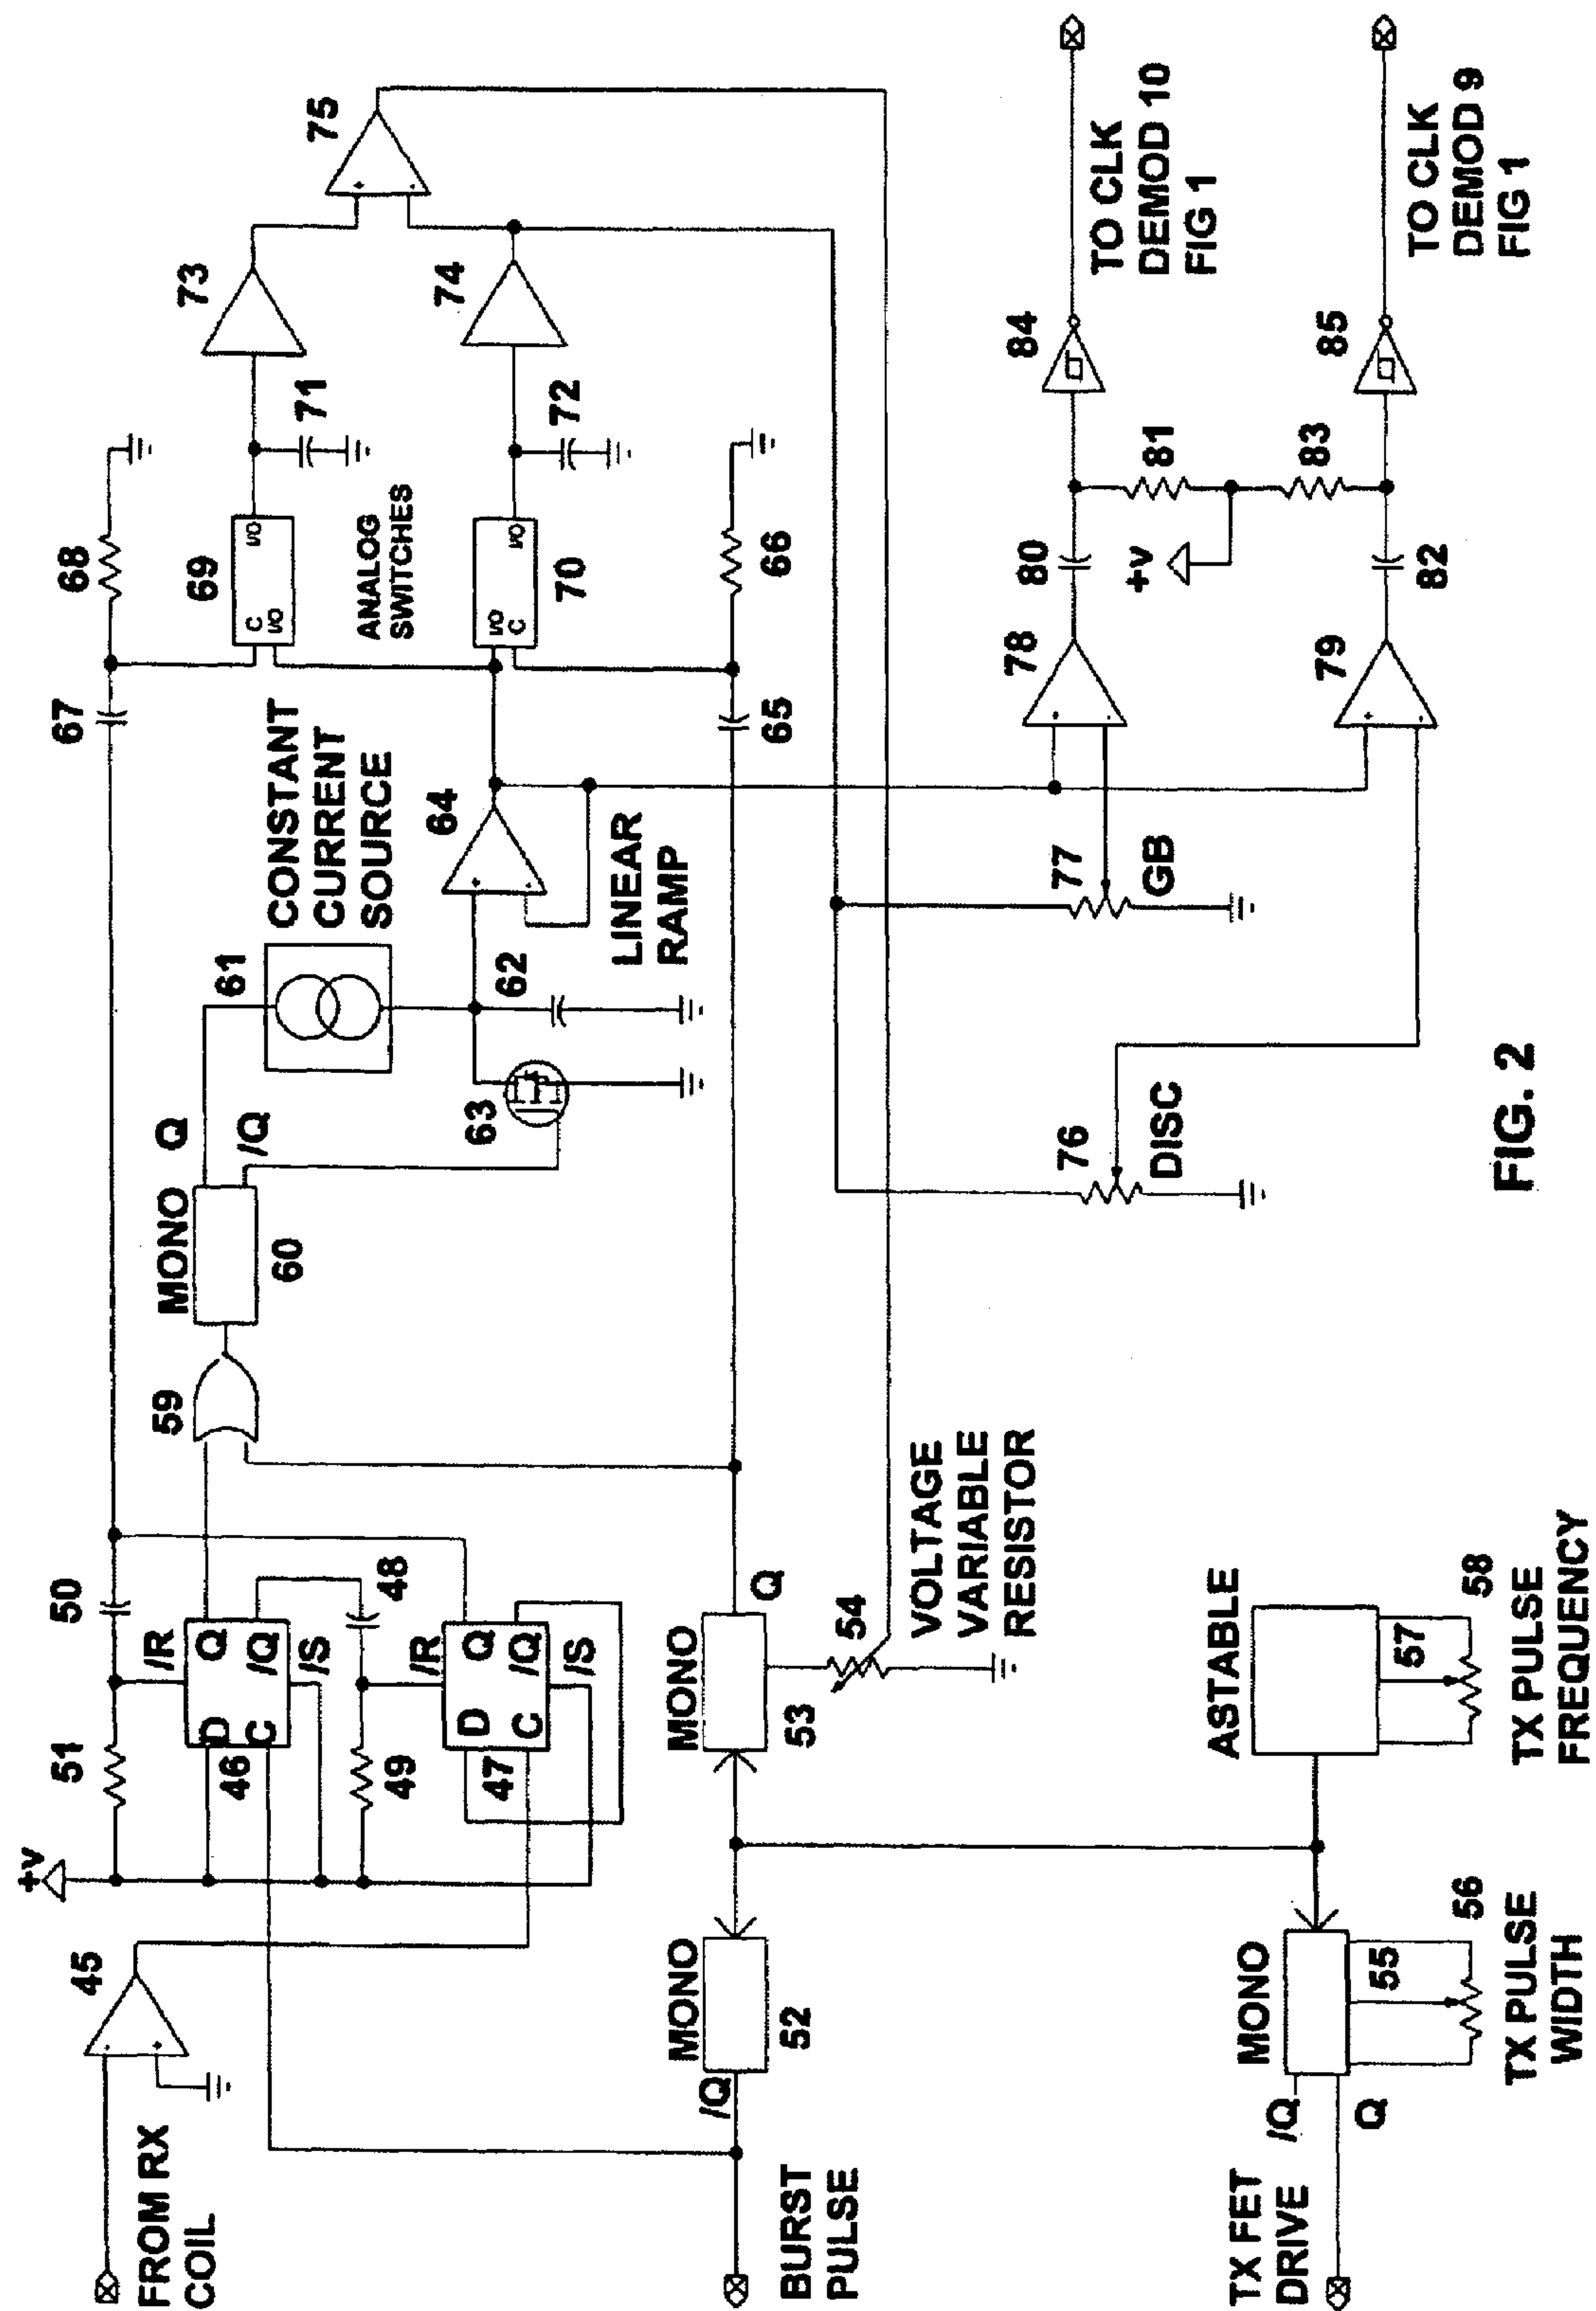 +v
51
50
67
68
/R
Q
/Q
/S
D
C
46
48
49
/R
Q
/Q
/S
D
C
47
45
FROM RX
COIL
59
MONO
60
Q
/Q
61
CONSTANT
CURRENT
SOURCE
62
63
64
+
-
LINEAR
RAMP
69
C
I/O
I/O
ANALOG
SWITCHES
70
I/O
C
I/O
71
72
73
74
75
+
-
65
66
BURST
PULSE
/Q
MONO
52
MONO
53
Q
54
VOLTAGE
VARIABLE
RESISTOR
76
DISC
77
GB
78
79
80
+v
82
81
83
84
85
TO CLK
DEMOD 10
FIG 1
TO CLK
DEMOD 9
FIG 1
TX FET
DRIVE
/Q
Q
MONO
55
56
TX PULSE
WIDTH
ASTABLE
57
58
TX PULSE
FREQUENCY
FIG. 2